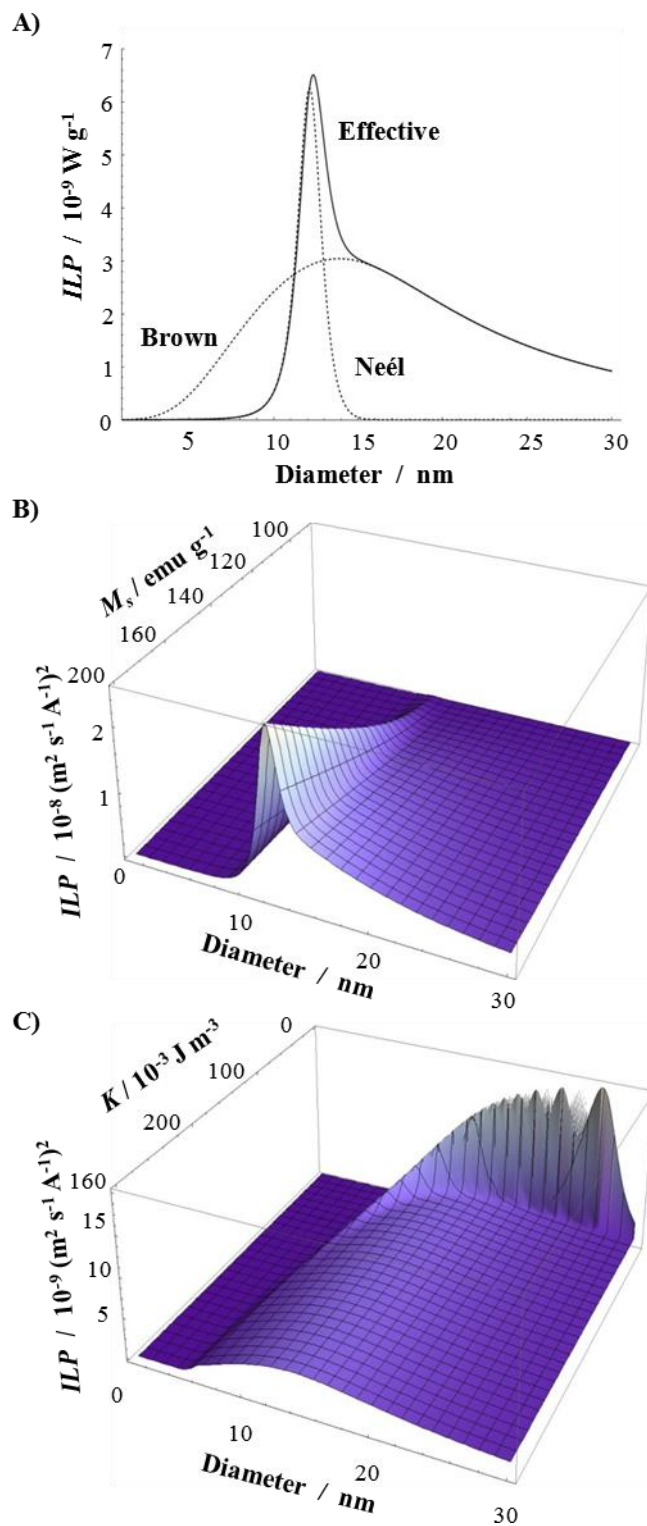 A)
7
6
5
4
3
2
1
0
ILP / 10⁻⁹ W g⁻¹
Effective
Brown
Neél
5
10
15
20
25
30
Diameter / nm
B)
Mₛ / emu g⁻¹
100
120
140
160
200
2
1
ILP / 10⁻⁸ (m² s⁻¹ A⁻¹)²
0
10
20
30
Diameter / nm
C)
K / 10⁻³ J m⁻³
0
100
200
160
15
10
5
ILP / 10⁻⁹ (m² s⁻¹ A⁻¹)²
0
10
20
30
Diameter / nm